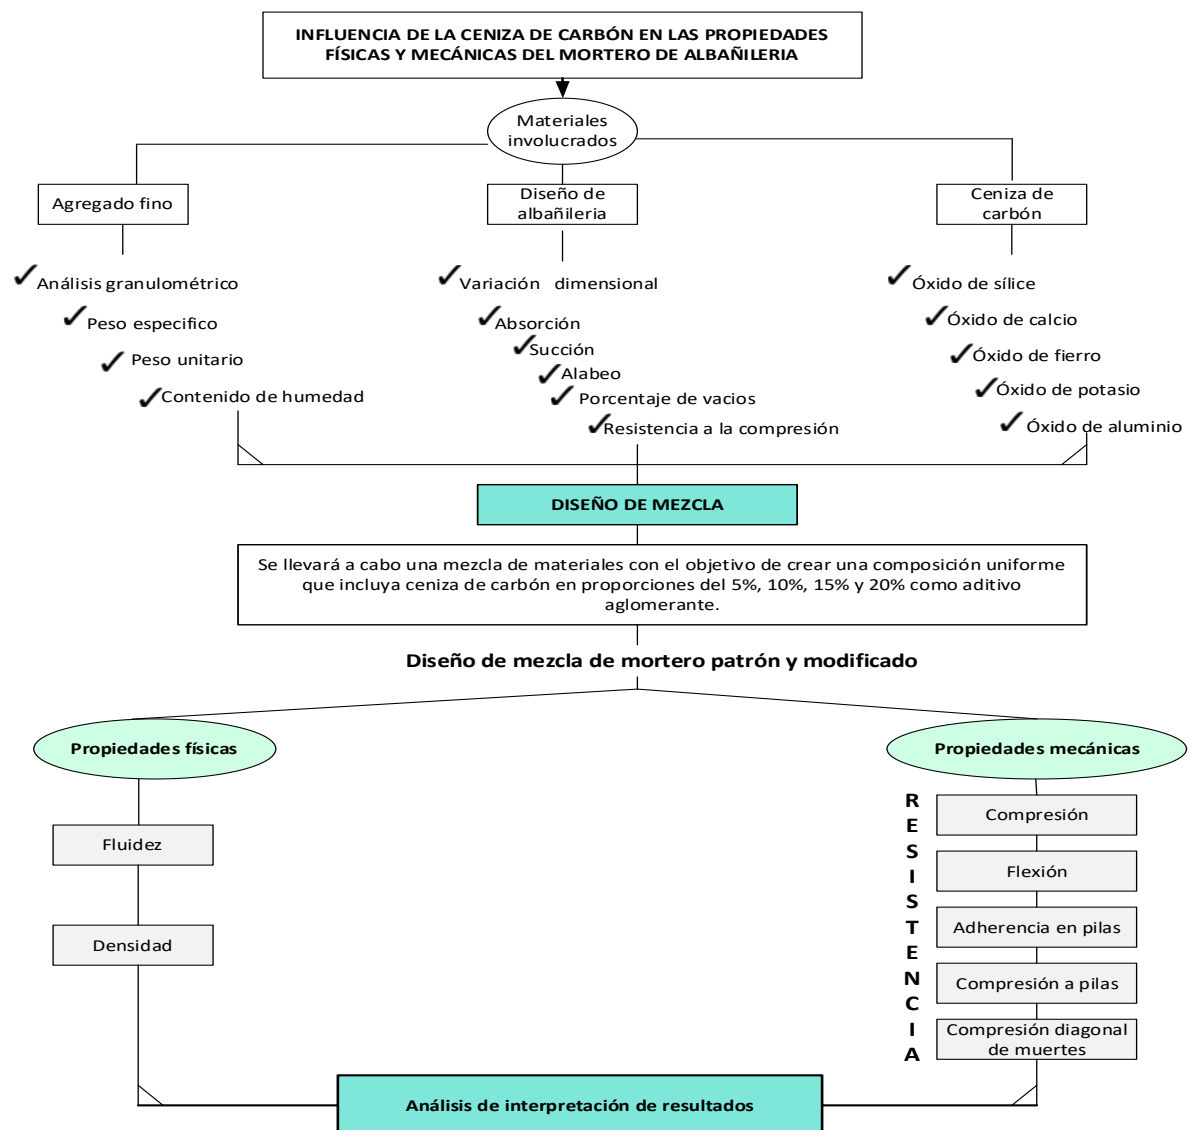 INFLUENCIA DE LA CENIZA DE CARBÓN EN LAS PROPIEDADES
FÍSICAS Y MECÁNICAS DEL MORTERO DE ALBAÑILERIA
Materiales
involucrados
Agregado fino
Diseño de
albañileria
Ceniza de
carbón
Análisis granulométrico
Peso especifico
Peso unitario
Contenido de humedad
Variación dimensional
Absorción
Succión
Alabeo
Porcentaje de vacios
Resistencia a la compresión
Óxido de sílice
Óxido de calcio
Óxido de fierro
Óxido de potasio
Óxido de aluminio
DISEÑO DE MEZCLA
Se llevará a cabo una mezcla de materiales con el objetivo de crear una composición uniforme
que incluya ceniza de carbón en proporciones del 5%, 10%, 15% y 20% como aditivo
aglomerante.
Diseño de mezcla de mortero patrón y modificado
Propiedades físicas
Fluidez
Densidad
Propiedades mecánicas
RESISTENCIA
Compresión
Flexión
Adherencia en pilas
Compresión a pilas
Compresión diagonal
de muertes
Análisis de interpretación de resultados